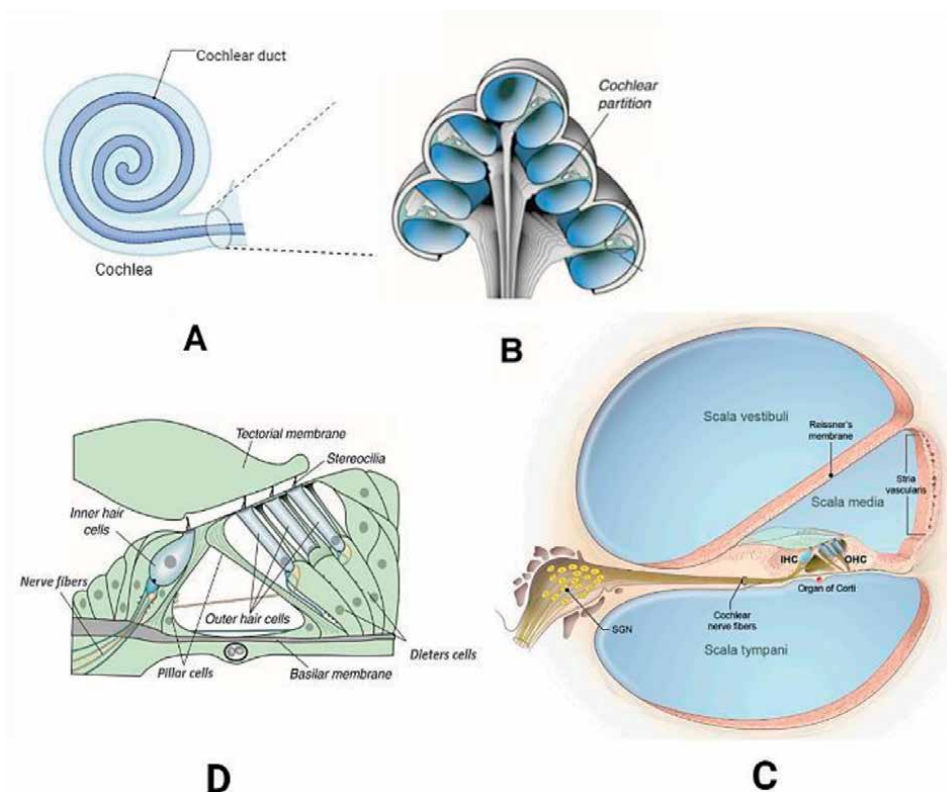 Cochlear duct
Cochlea
A
Cochlear
partition
B
Tectorial membrane
Stereocilia
Inner hair
cells
Nerve fibers
Outer hair cells
Pillar cells
Basilar membrane
Dieters cells
D
Scala vestibuli
Reissner's
membrane
Stria
vascularis
Scala media
IHC
OHC
Organ of Corti
Cochlear
nerve fibers
SGN
Scala tympani
C